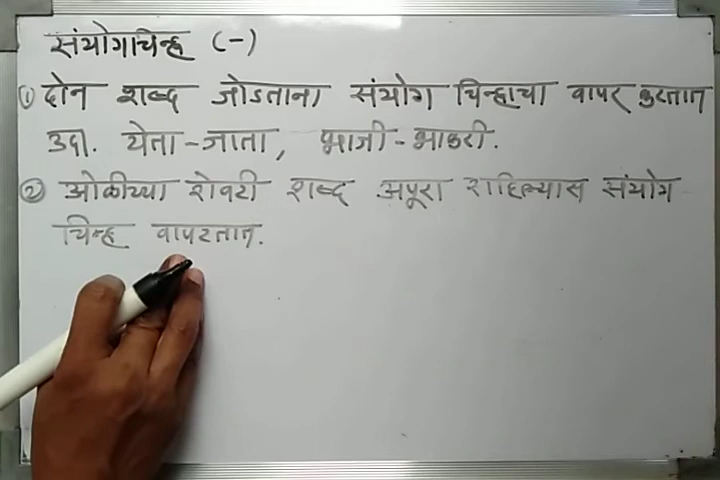 संयोगचिन्ह (-)
① दोन शब्द जोडताना संयोग चिन्हाचा वापर करतात
उदा. येता-जाता, भाजी-भाकरी.
② ओळीच्या शेवटी शब्द अपूरा राहिल्यास संयोग
चिन्ह वापरतात.